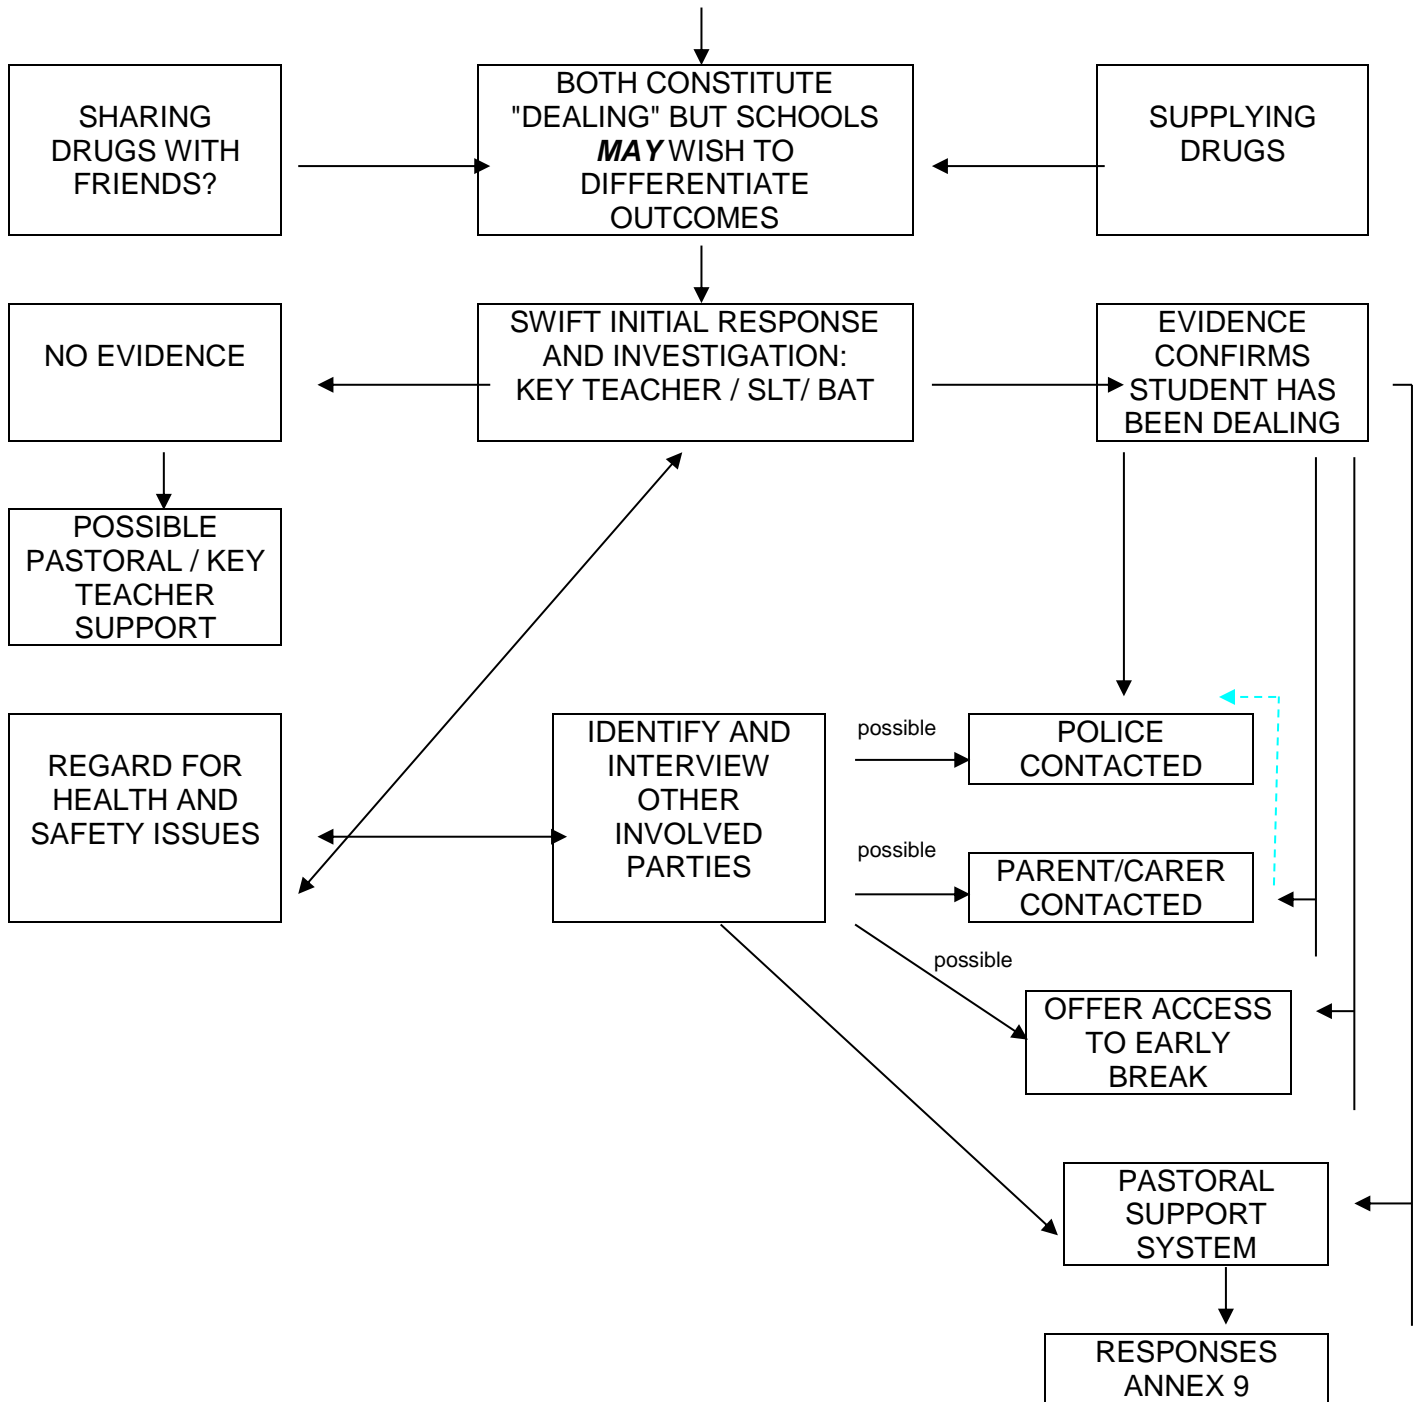 SHARING
DRUGS WITH
FRIENDS?
BOTH CONSTITUTE
"DEALING" BUT SCHOOLS
MAY WISH TO
DIFFERENTIATE
OUTCOMES
SUPPLYING
DRUGS
NO EVIDENCE
SWIFT INITIAL RESPONSE
AND INVESTIGATION:
KEY TEACHER / SLT/ BAT
EVIDENCE
CONFIRMS
STUDENT HAS
BEEN DEALING
POSSIBLE
PASTORAL / KEY
TEACHER
SUPPORT
REGARD FOR
HEALTH AND
SAFETY ISSUES
IDENTIFY AND
INTERVIEW
OTHER
INVOLVED
PARTIES
possible
POLICE
CONTACTED
possible
PARENT/CARER
CONTACTED
possible
OFFER ACCESS
TO EARLY
BREAK
PASTORAL
SUPPORT
SYSTEM
RESPONSES
ANNEX 9